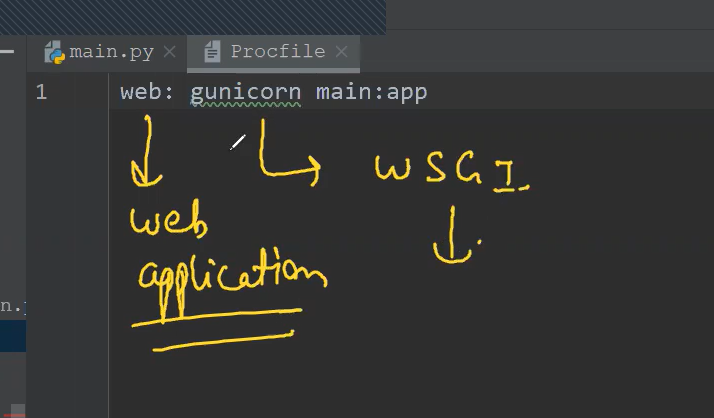 main.py Procfile
1 web: gunicorn main:app
WSGI
web
application